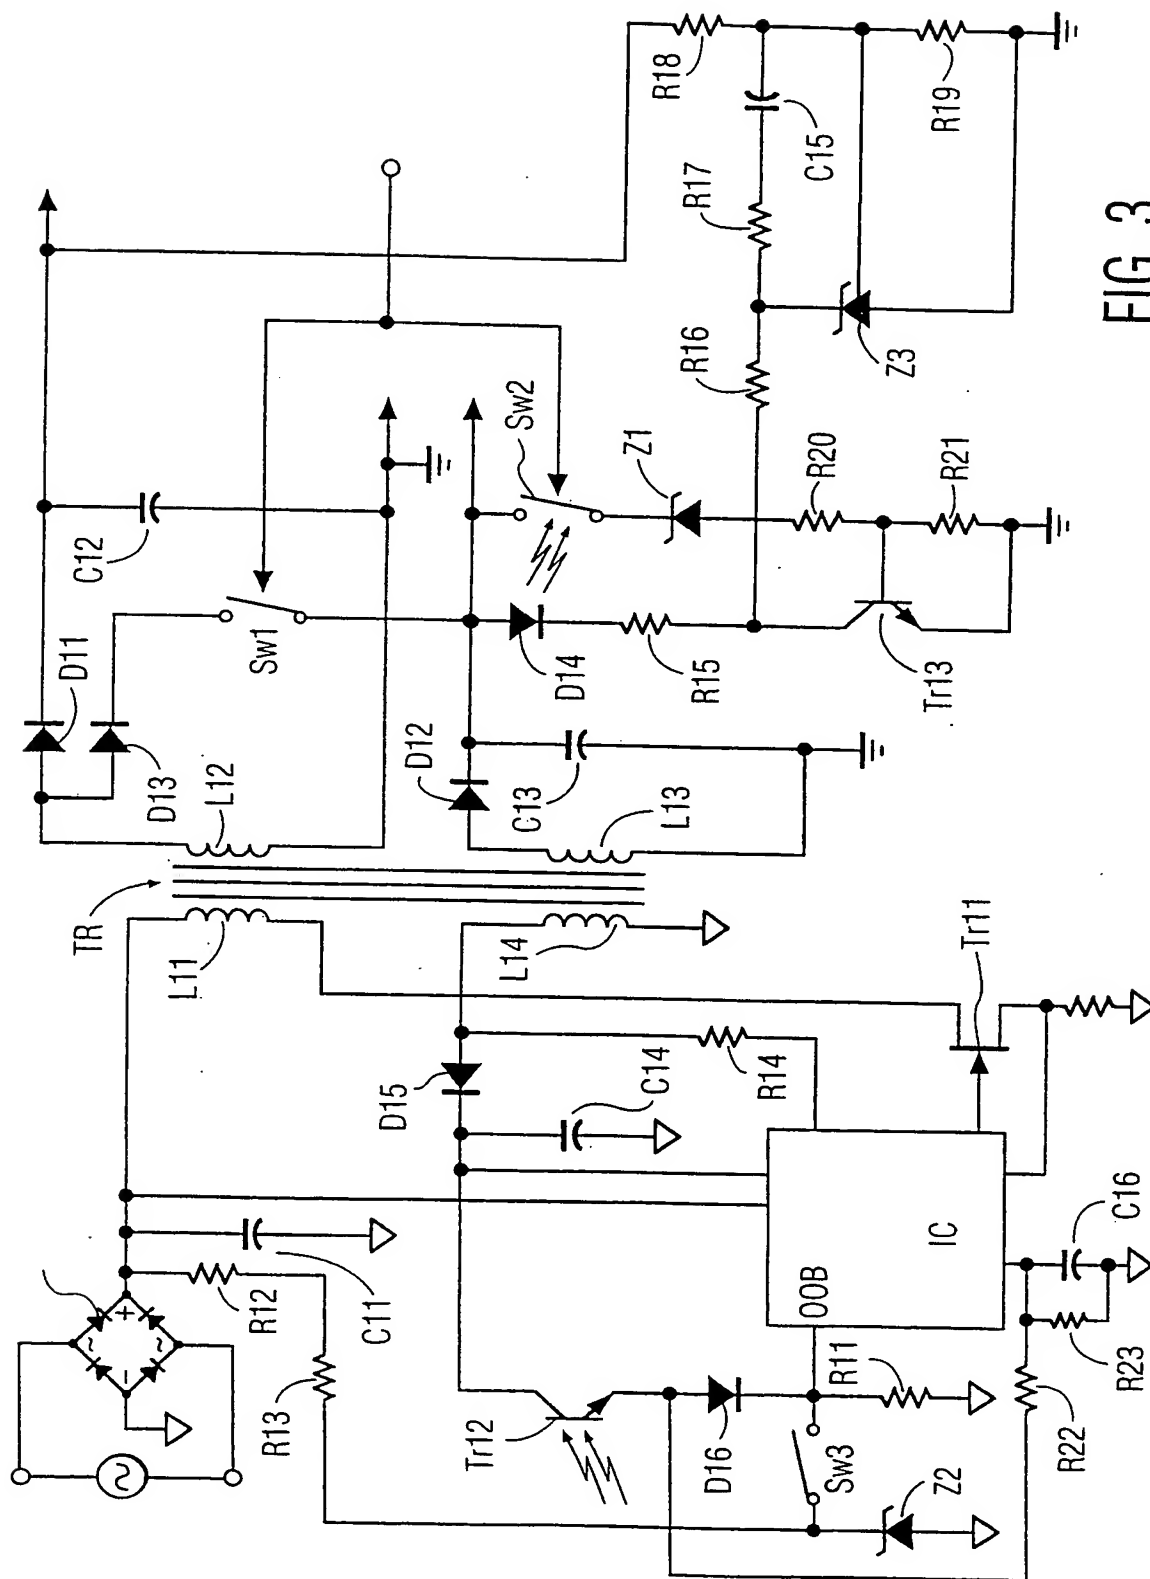 TR
L11
L12
L13
L14
D11
D13
D12
D14
D15
D16
Sw1
Sw2
Sw3
C11
C12
C13
C14
C15
C16
R11
R12
R13
R14
R15
R16
R17
R18
R19
R20
R21
R22
R23
Z1
Z2
Z3
Tr11
Tr12
Tr13
IC
OOB
+
-
~
~
FIG 3